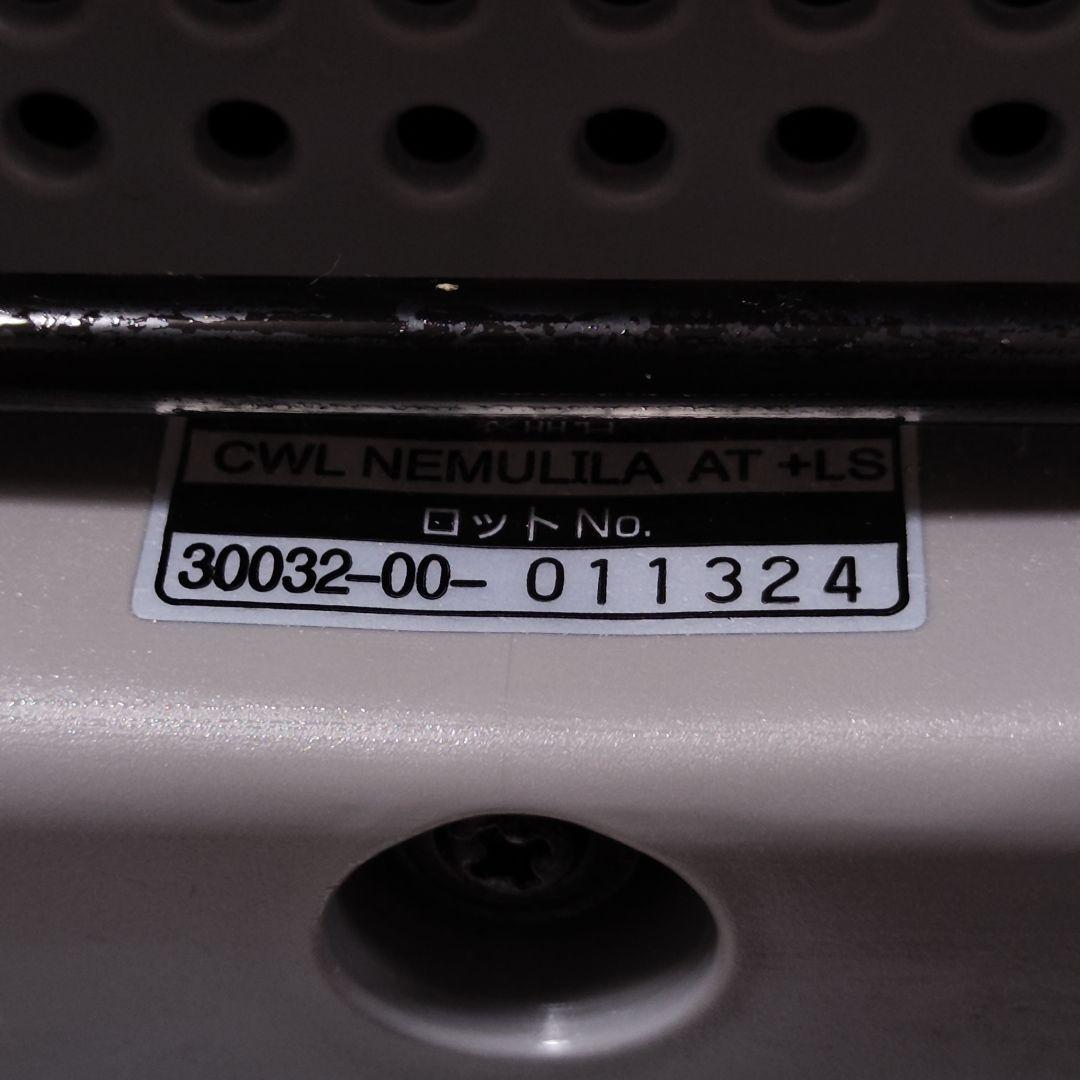 CWL NEMULILA AT +LS
ロットNo.
30032-00- 011324